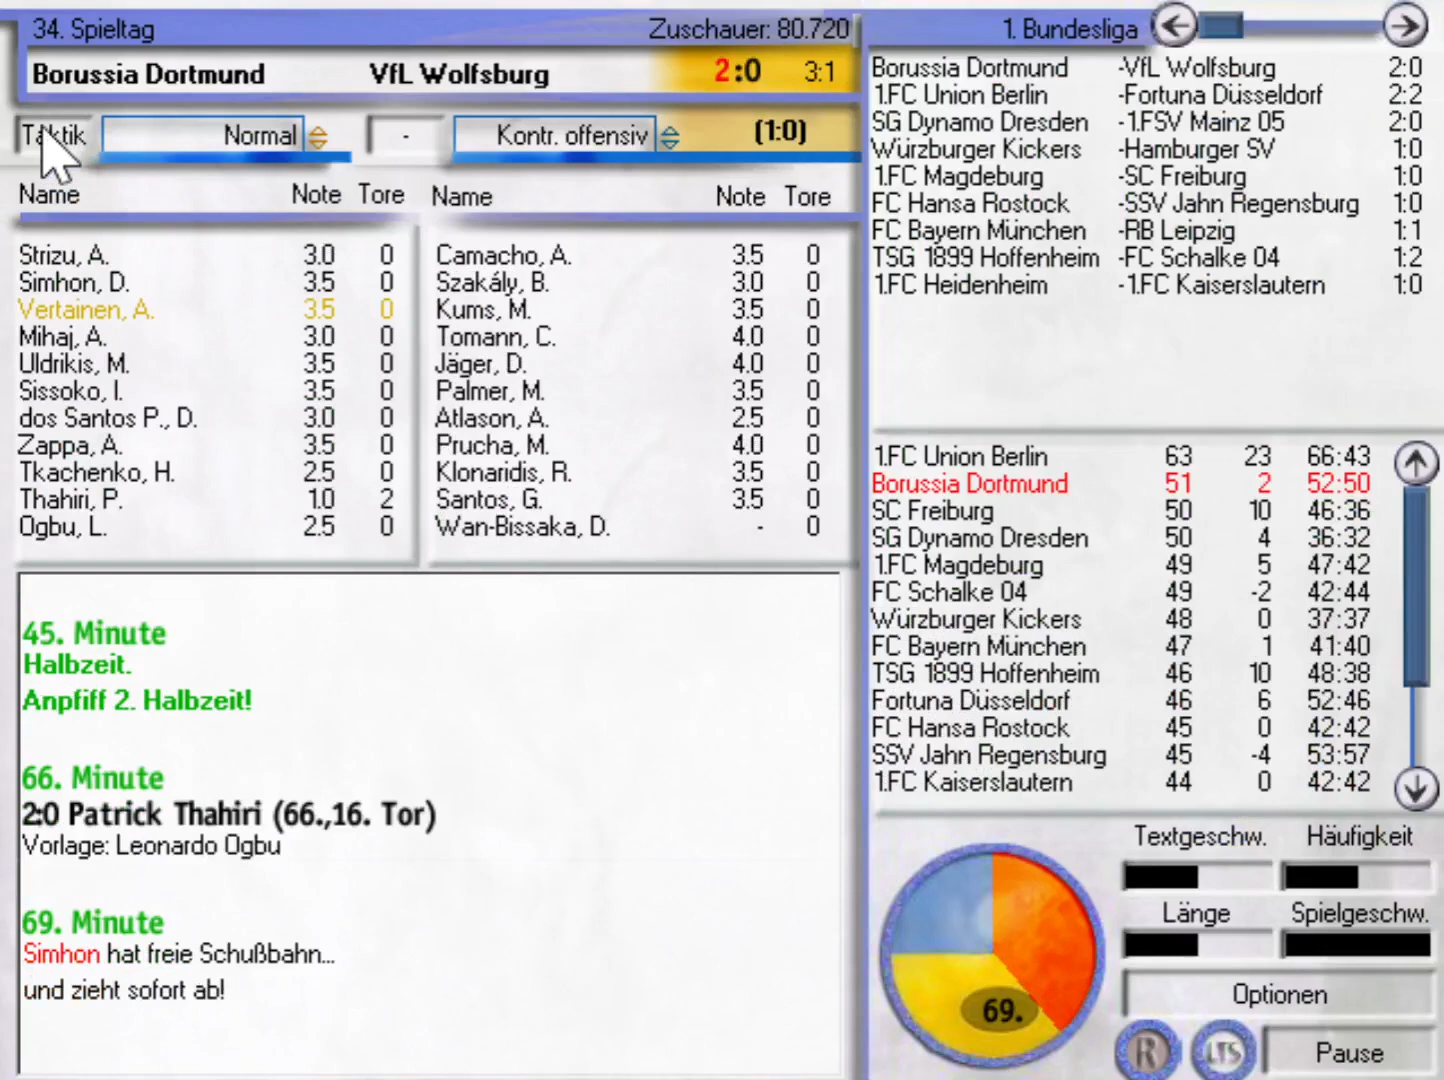 34. Spieltag
Zuschauer: 80.720
Borussia Dortmund VfL Wolfsburg 2:0 3:1
Taktik Normal - Kontr. offensiv (1:0)
Name Note Tore Name Note Tore
Strizu, A. 3.0 0 Camacho, A. 3.5 0
Simhon, D. 3.5 0 Szakály, B. 3.0 0
Vertainen, A. 3.5 0 Kums, M. 3.5 0
Mihaj, A. 3.0 0 Tomann, C. 4.0 0
Uldrikis, M. 3.5 0 Jäger, D. 4.0 0
Sissoko, I. 3.5 0 Palmer, M. 3.5 0
dos Santos P., D. 3.0 0 Atlason, A. 2.5 0
Zappa, A. 3.5 0 Prucha, M. 4.0 0
Tkachenko, H. 2.5 0 Klonaridis, R. 3.5 0
Thahiri, P. 1.0 2 Santos, G. 3.5 0
Ogbu, L. 2.5 0 Wan-Bissaka, D. - 0
45. Minute
Halbzeit.
Anpfiff 2. Halbzeit!
66. Minute
2:0 Patrick Thahiri (66.,16. Tor)
Vorlage: Leonardo Ogbu
69. Minute
Simhon hat freie Schußbahn...
und zieht sofort ab!
1. Bundesliga
Borussia Dortmund -VfL Wolfsburg 2:0
1.FC Union Berlin -Fortuna Düsseldorf 2:2
SG Dynamo Dresden -1.FSV Mainz 05 2:0
Würzburger Kickers -Hamburger SV 1:0
1.FC Magdeburg -SC Freiburg 1:0
FC Hansa Rostock -SSV Jahn Regensburg 1:0
FC Bayern München -RB Leipzig 1:1
TSG 1899 Hoffenheim -FC Schalke 04 1:2
1.FC Heidenheim -1.FC Kaiserslautern 1:0
1.FC Union Berlin 63 23 66:43
Borussia Dortmund 51 2 52:50
SC Freiburg 50 10 46:36
SG Dynamo Dresden 50 4 36:32
1.FC Magdeburg 49 5 47:42
FC Schalke 04 49 -2 42:44
Würzburger Kickers 48 0 37:37
FC Bayern München 47 1 41:40
TSG 1899 Hoffenheim 46 10 48:38
Fortuna Düsseldorf 46 6 52:46
FC Hansa Rostock 45 0 42:42
SSV Jahn Regensburg 45 -4 53:57
1.FC Kaiserslautern 44 0 42:42
Textgeschw. Häufigkeit
Länge Spielgeschw.
69.
Optionen
R LTS Pause